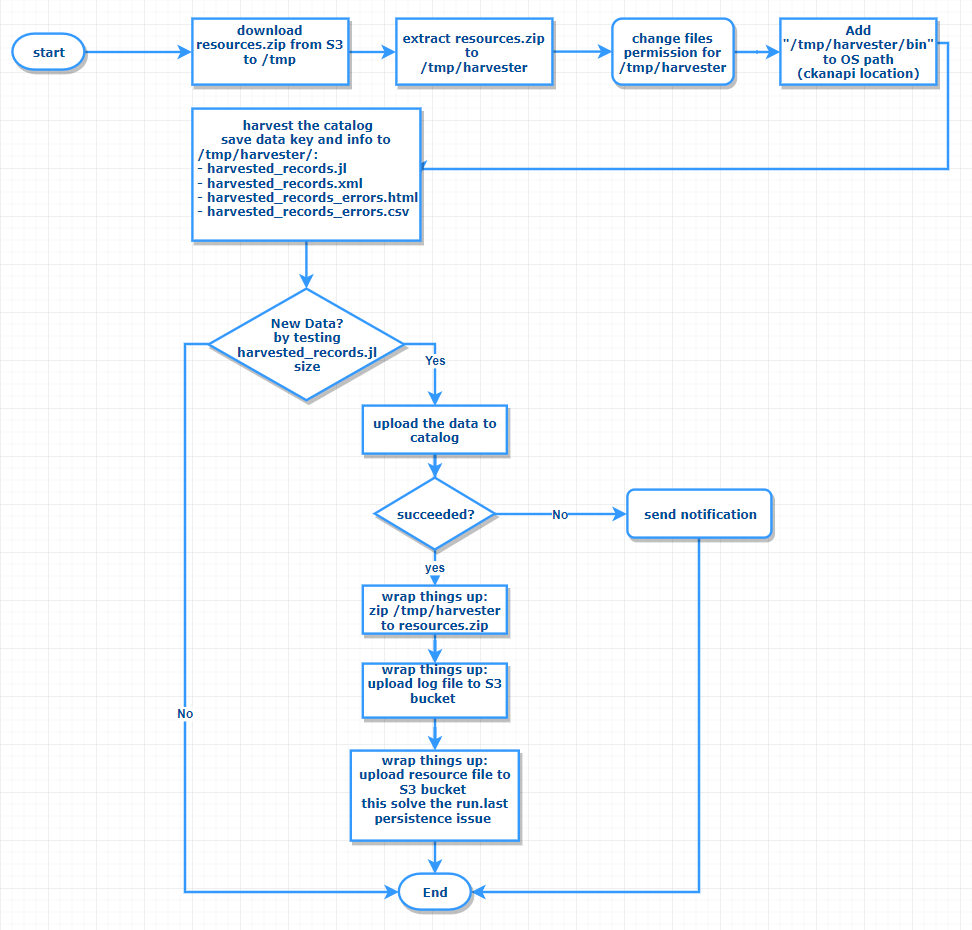 start
download
resources.zip from S3
to /tmp
extract resources.zip
to
/tmp/harvester
change files
permission for
/tmp/harvester
Add
"/tmp/harvester/bin"
to OS path
(ckanapi location)
harvest the catalog
save data key and info to
/tmp/harvester/:
- harvested_records.jl
- harvested_records.xml
- harvested_records_errors.html
- harvested_records_errors.csv
New Data?
by testing
harvested_records.jl
size
Yes
upload the data to
catalog
succeeded?
No
send notification
yes
wrap things up:
zip /tmp/harvester
to resources.zip
wrap things up:
upload log file to S3
bucket
No
wrap things up:
upload resource file to
S3 bucket
this solve the run.last
persistence issue
End